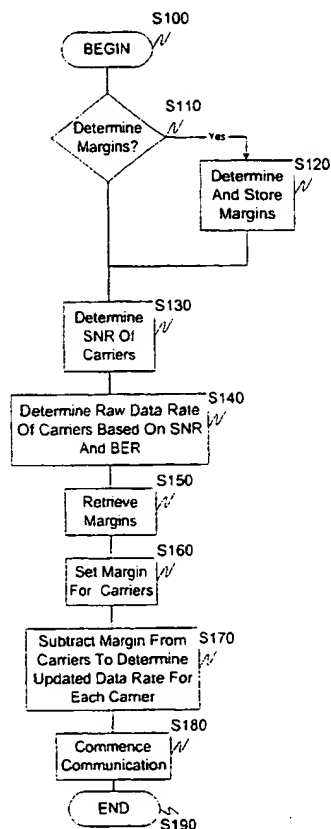 S100
BEGIN
S110
Determine
Margins?
Yes
S120
Determine
And Store
Margins
S130
Determine
SNR Of
Carriers
S140
Determine Raw Data Rate
Of Carriers Based On SNR
And BER
S150
Retrieve
Margins
S160
Set Margin
For Carriers
S170
Subtract Margin From
Carriers To Determine
Updated Data Rate For
Each Carrier
S180
Commence
Communication
END
S190